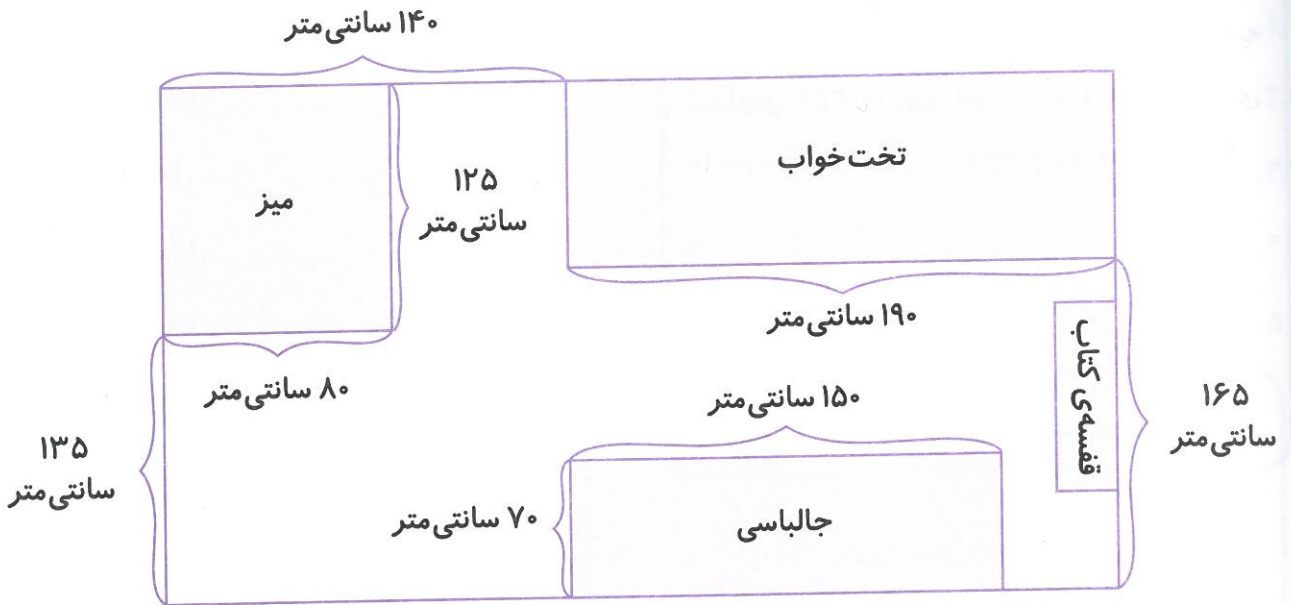 ۱۴۰ سانتی‌متر
تخت‌خواب
میز
۱۲۵
سانتی‌متر
۱۹۰ سانتی‌متر
قفسه‌ی کتاب
۸۰ سانتی‌متر
۱۵۰ سانتی‌متر
۱۶۵
سانتی‌متر
۱۳۵
سانتی‌متر
۷۰ سانتی‌متر
جالباسی